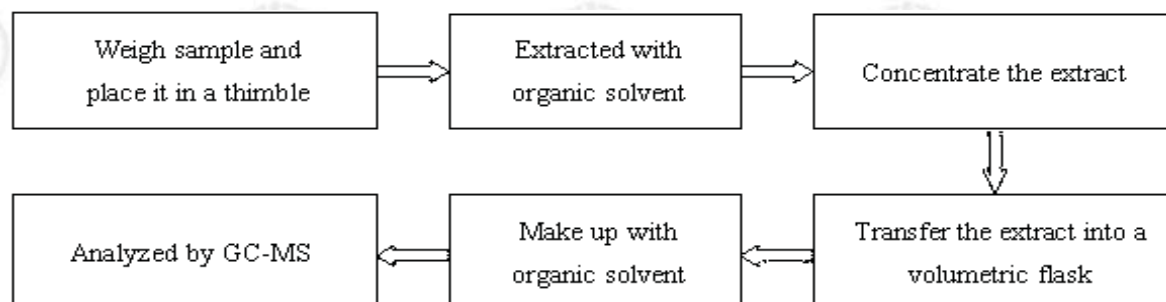 Weigh sample and
place it in a thimble
Extracted with
organic solvent
Concentrate the extract
Transfer the extract into a
volumetric flask
Make up with
organic solvent
Analyzed by GC-MS